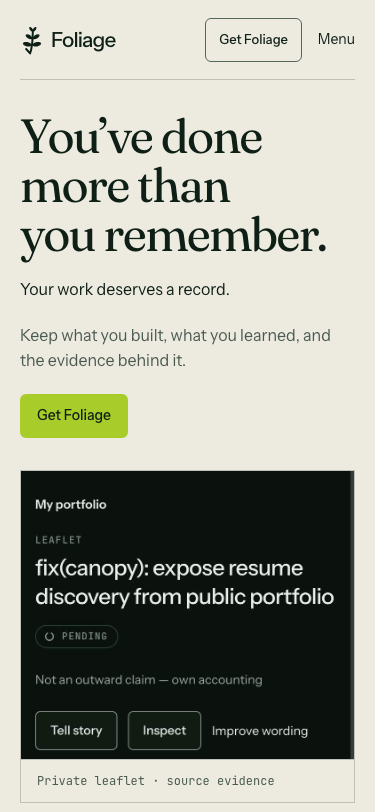 Foliage
Get Foliage
Menu
You’ve done
more than
you remember.
Your work deserves a record.
Keep what you built, what you learned, and
the evidence behind it.
Get Foliage
My portfolio
LEAFLET
fix(canopy): expose resume
discovery from public portfolio
PENDING
Not an outward claim — own accounting
Tell story
Inspect
Improve wording
Private leaflet · source evidence